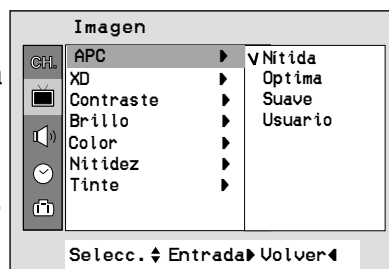 Imagen
CH.
APC
XD
Contraste
Brillo
Color
Nitidez
Tinte
Nítida
Optima
Suave
Usuario
Selecc. Entrada Volver